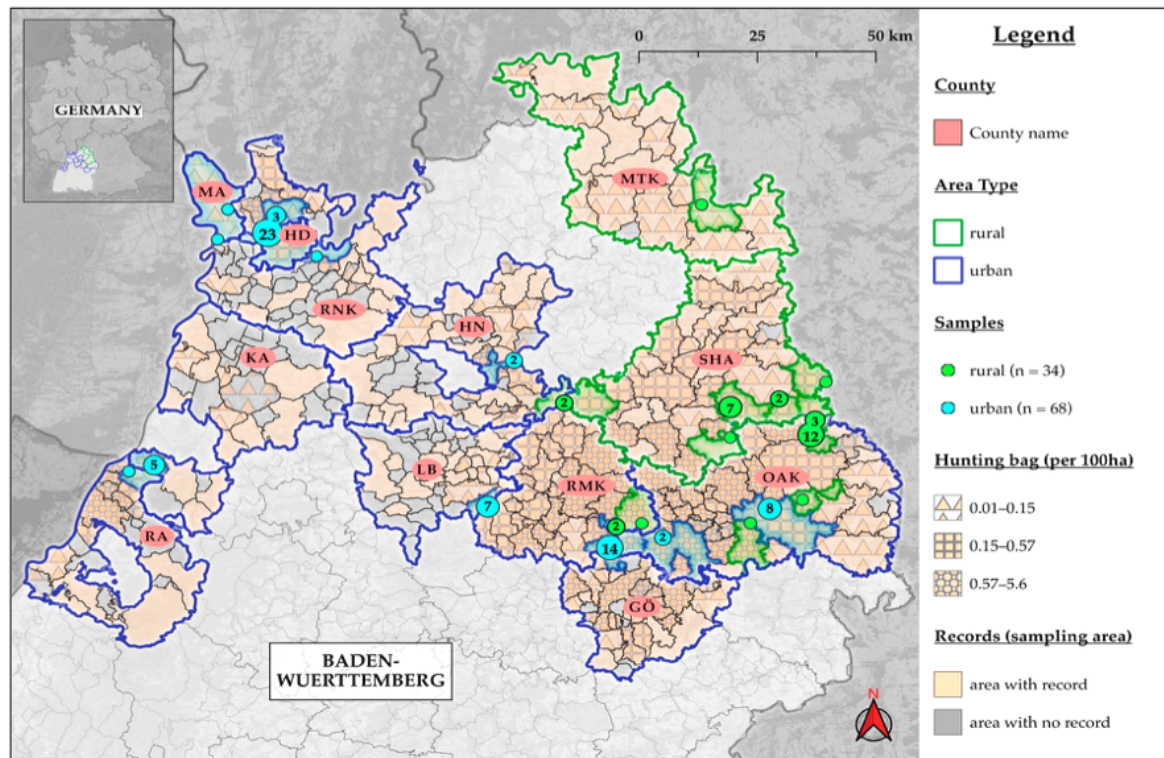 GERMANY
0 25 50 km
MTK
MA
3
23
HD
RNK
HN
KA
SHA
2
2
7
2
3
12
LB
RMK
OAK
5
7
8
2
2
14
RA
GÖ
BADEN-
WUERTTEMBERG
N
Legend
County
County name
Area Type
rural
urban
Samples
rural (n = 34)
urban (n = 68)
Hunting bag (per 100ha)
0.01–0.15
0.15–0.57
0.57–5.6
Records (sampling area)
area with record
area with no record